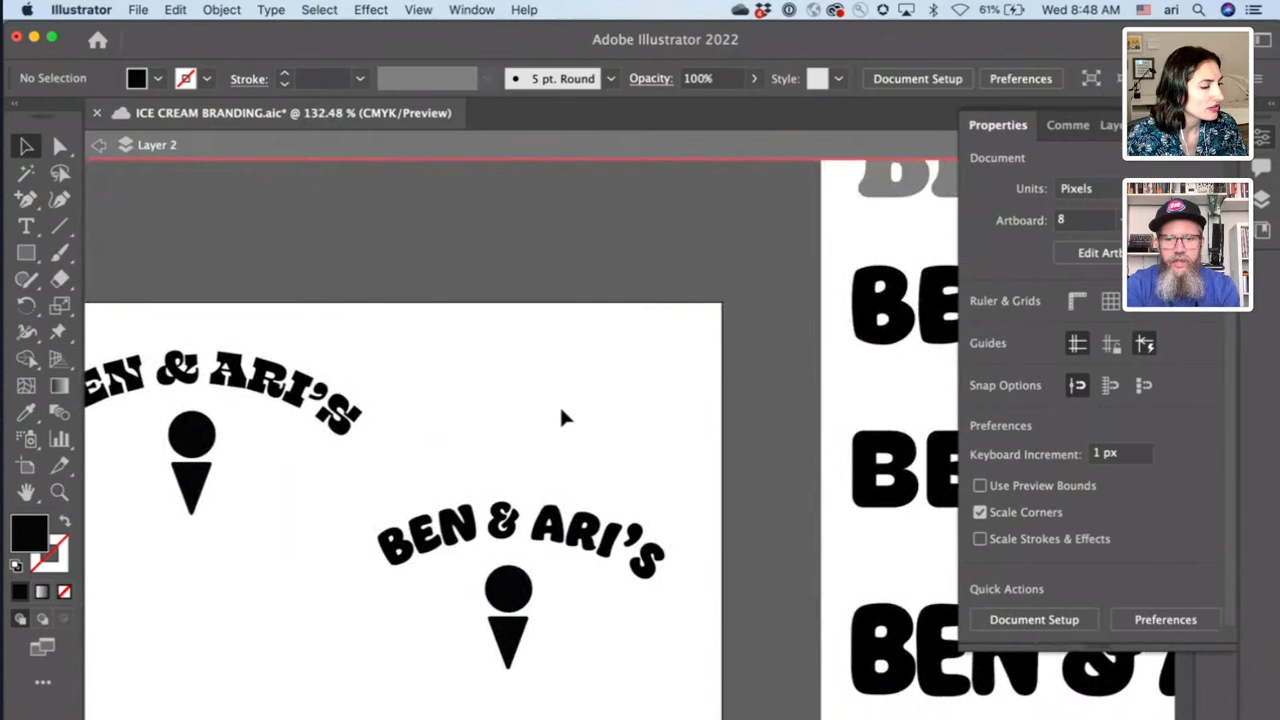 Illustrator File Edit Object Type Select Effect View Window Help 61% Wed 8:48 AM ari
Adobe Illustrator 2022
No Selection Stroke: 5 pt. Round Opacity: 100% Style: Document Setup Preferences
ICE CREAM BRANDING.aic* @ 132.48 % (CMYK/Preview)
Layer 2
Properties Comme Lay
Document
Units: Pixels
Artboard: 8
Edit Artb
Ruler & Grids
Guides
Snap Options
Preferences
Keyboard Increment: 1 px
Use Preview Bounds
Scale Corners
Scale Strokes & Effects
Quick Actions
Document Setup Preferences
EN & ARI'S
BEN & ARI'S
BE
BE
BEN &